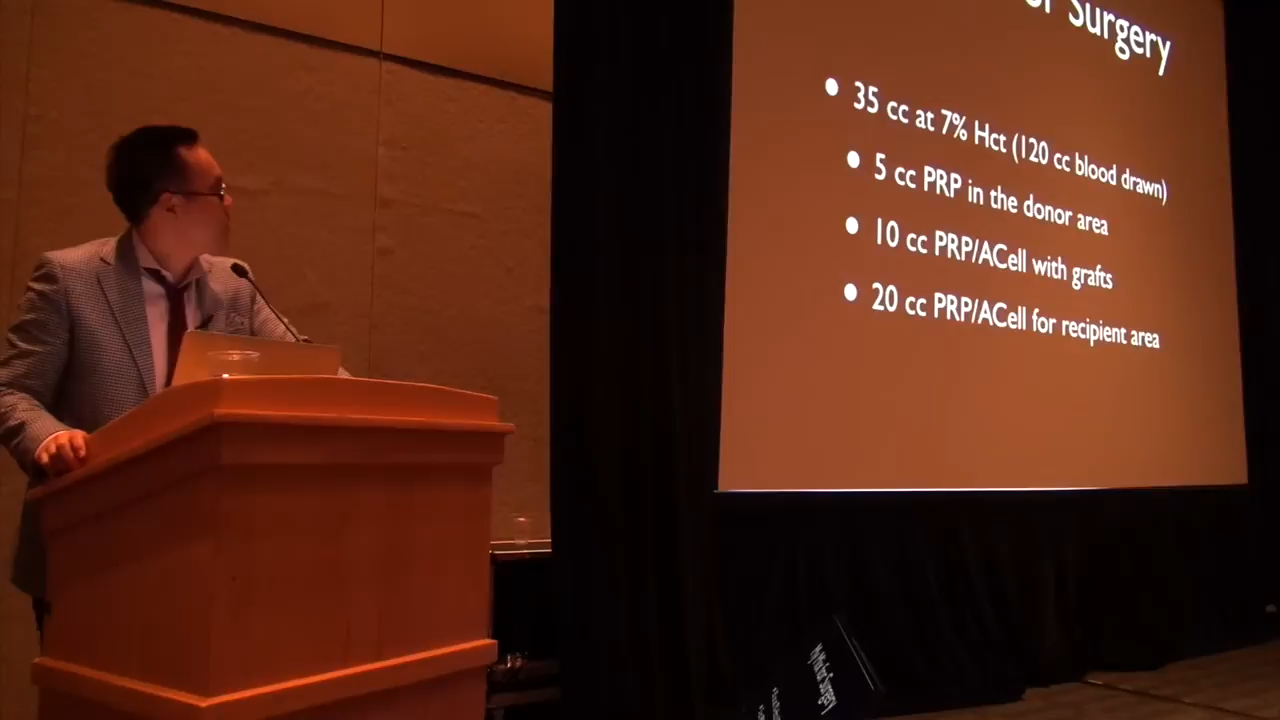 Surgery
35 cc at 7% Hct (120 cc blood drawn)
5 cc PRP in the donor area
10 cc PRP/ACell with grafts
20 cc PRP/ACell for recipient area
Surgery